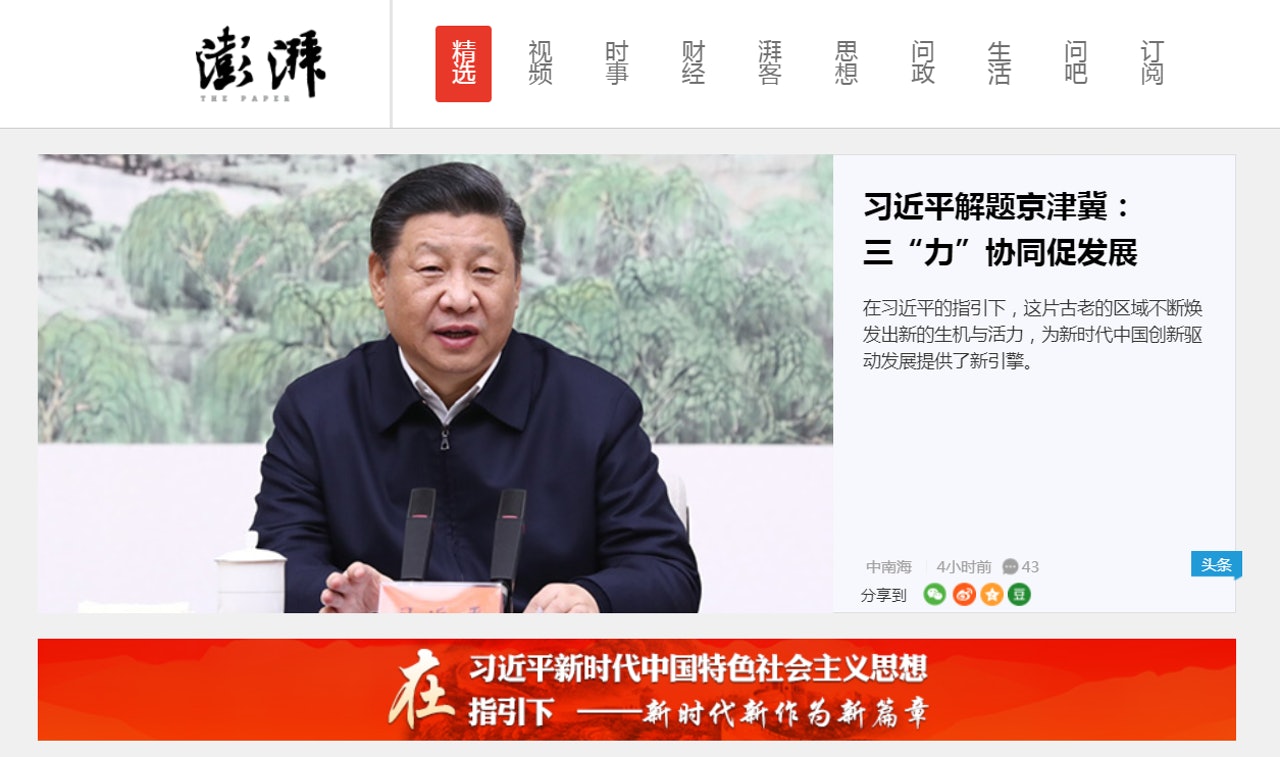 澎湃
THE PAPER
精选 视频 时事 财经 湃客 思想 问政 生活 问吧 订阅
习近平解题京津冀：
三“力”协同促发展
在习近平的指引下，这片古老的区域不断焕
发出新的生机与活力，为新时代中国创新驱
动发展提供了新引擎。
中南海 4小时前 43
头条
分享到
豆
在 习近平新时代中国特色社会主义思想
指引下 ——新时代新作为新篇章